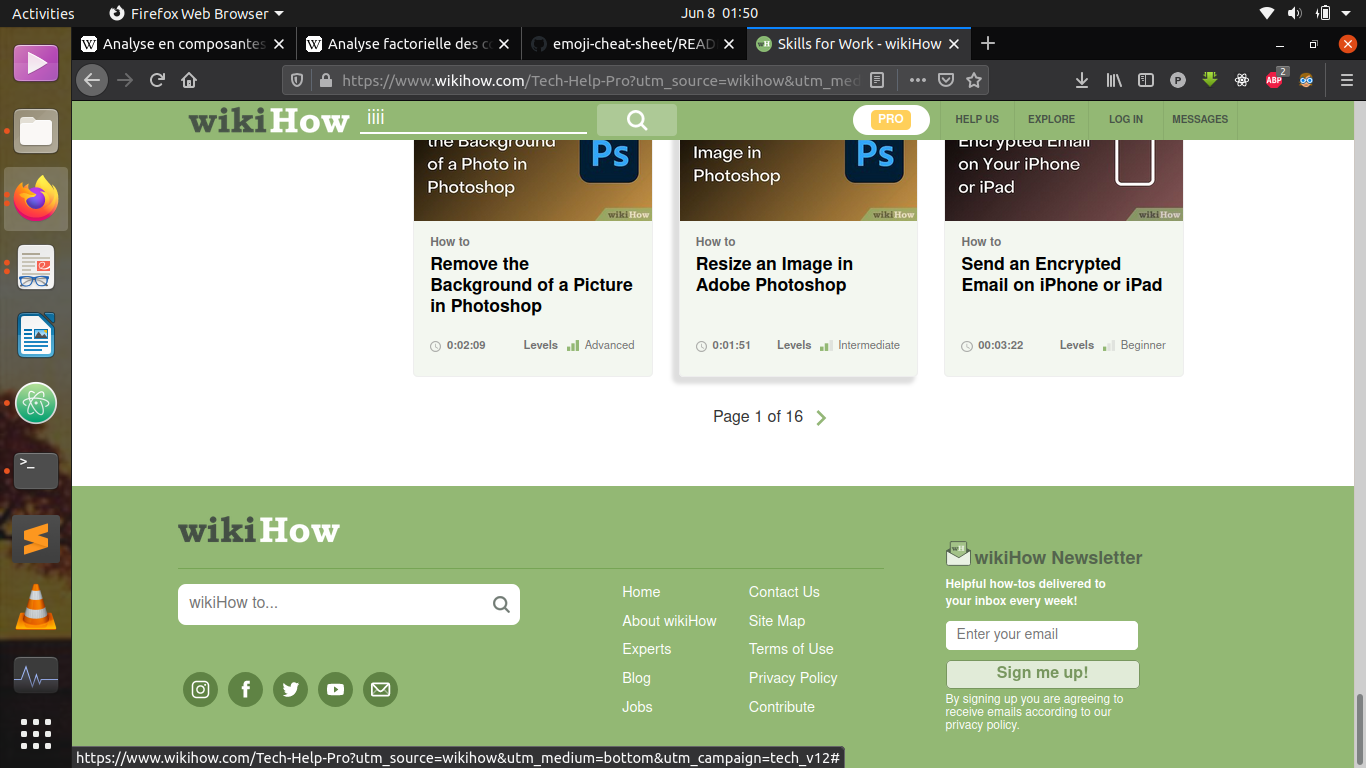 Activities
Firefox Web Browser
Jun 8 01:50
Analyse en composantes
Analyse factorielle des co
emoji-cheat-sheet/READ
Skills for Work - wikiHow
https://www.wikihow.com/Tech-Help-Pro?utm_source=wikihow&utm_med
P
ABP
2
wikiHow
iiii
PRO
HELP US
EXPLORE
LOG IN
MESSAGES
the Background
of a Photo in
Photoshop
Ps
wikiHow
Image in
Photoshop
Ps
wikiHow
Encrypted Email
on Your iPhone
or iPad
wikiHow
How to
Remove the
Background of a Picture
in Photoshop
0:02:09
Levels
Advanced
How to
Resize an Image in
Adobe Photoshop
0:01:51
Levels
Intermediate
How to
Send an Encrypted
Email on iPhone or iPad
00:03:22
Levels
Beginner
Page 1 of 16
wikiHow
wikiHow to...
Home
About wikiHow
Experts
Blog
Jobs
Contact Us
Site Map
Terms of Use
Privacy Policy
Contribute
wikiHow Newsletter
Helpful how-tos delivered to
your inbox every week!
Enter your email
Sign me up!
By signing up you are agreeing to
receive emails according to our
privacy policy.
https://www.wikihow.com/Tech-Help-Pro?utm_source=wikihow&utm_medium=bottom&utm_campaign=tech_v12#